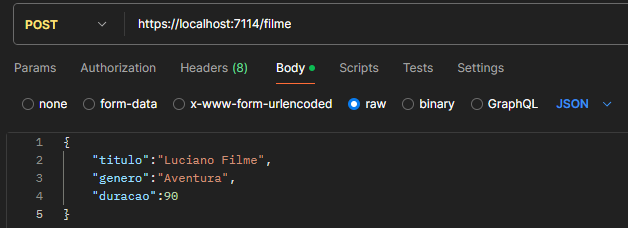 POST https://localhost:7114/filme
Params Authorization Headers (8) Body Scripts Tests Settings
none form-data x-www-form-urlencoded raw binary GraphQL JSON
1 {
2 "titulo":"Luciano Filme",
3 "genero":"Aventura",
4 "duracao":90
5 }